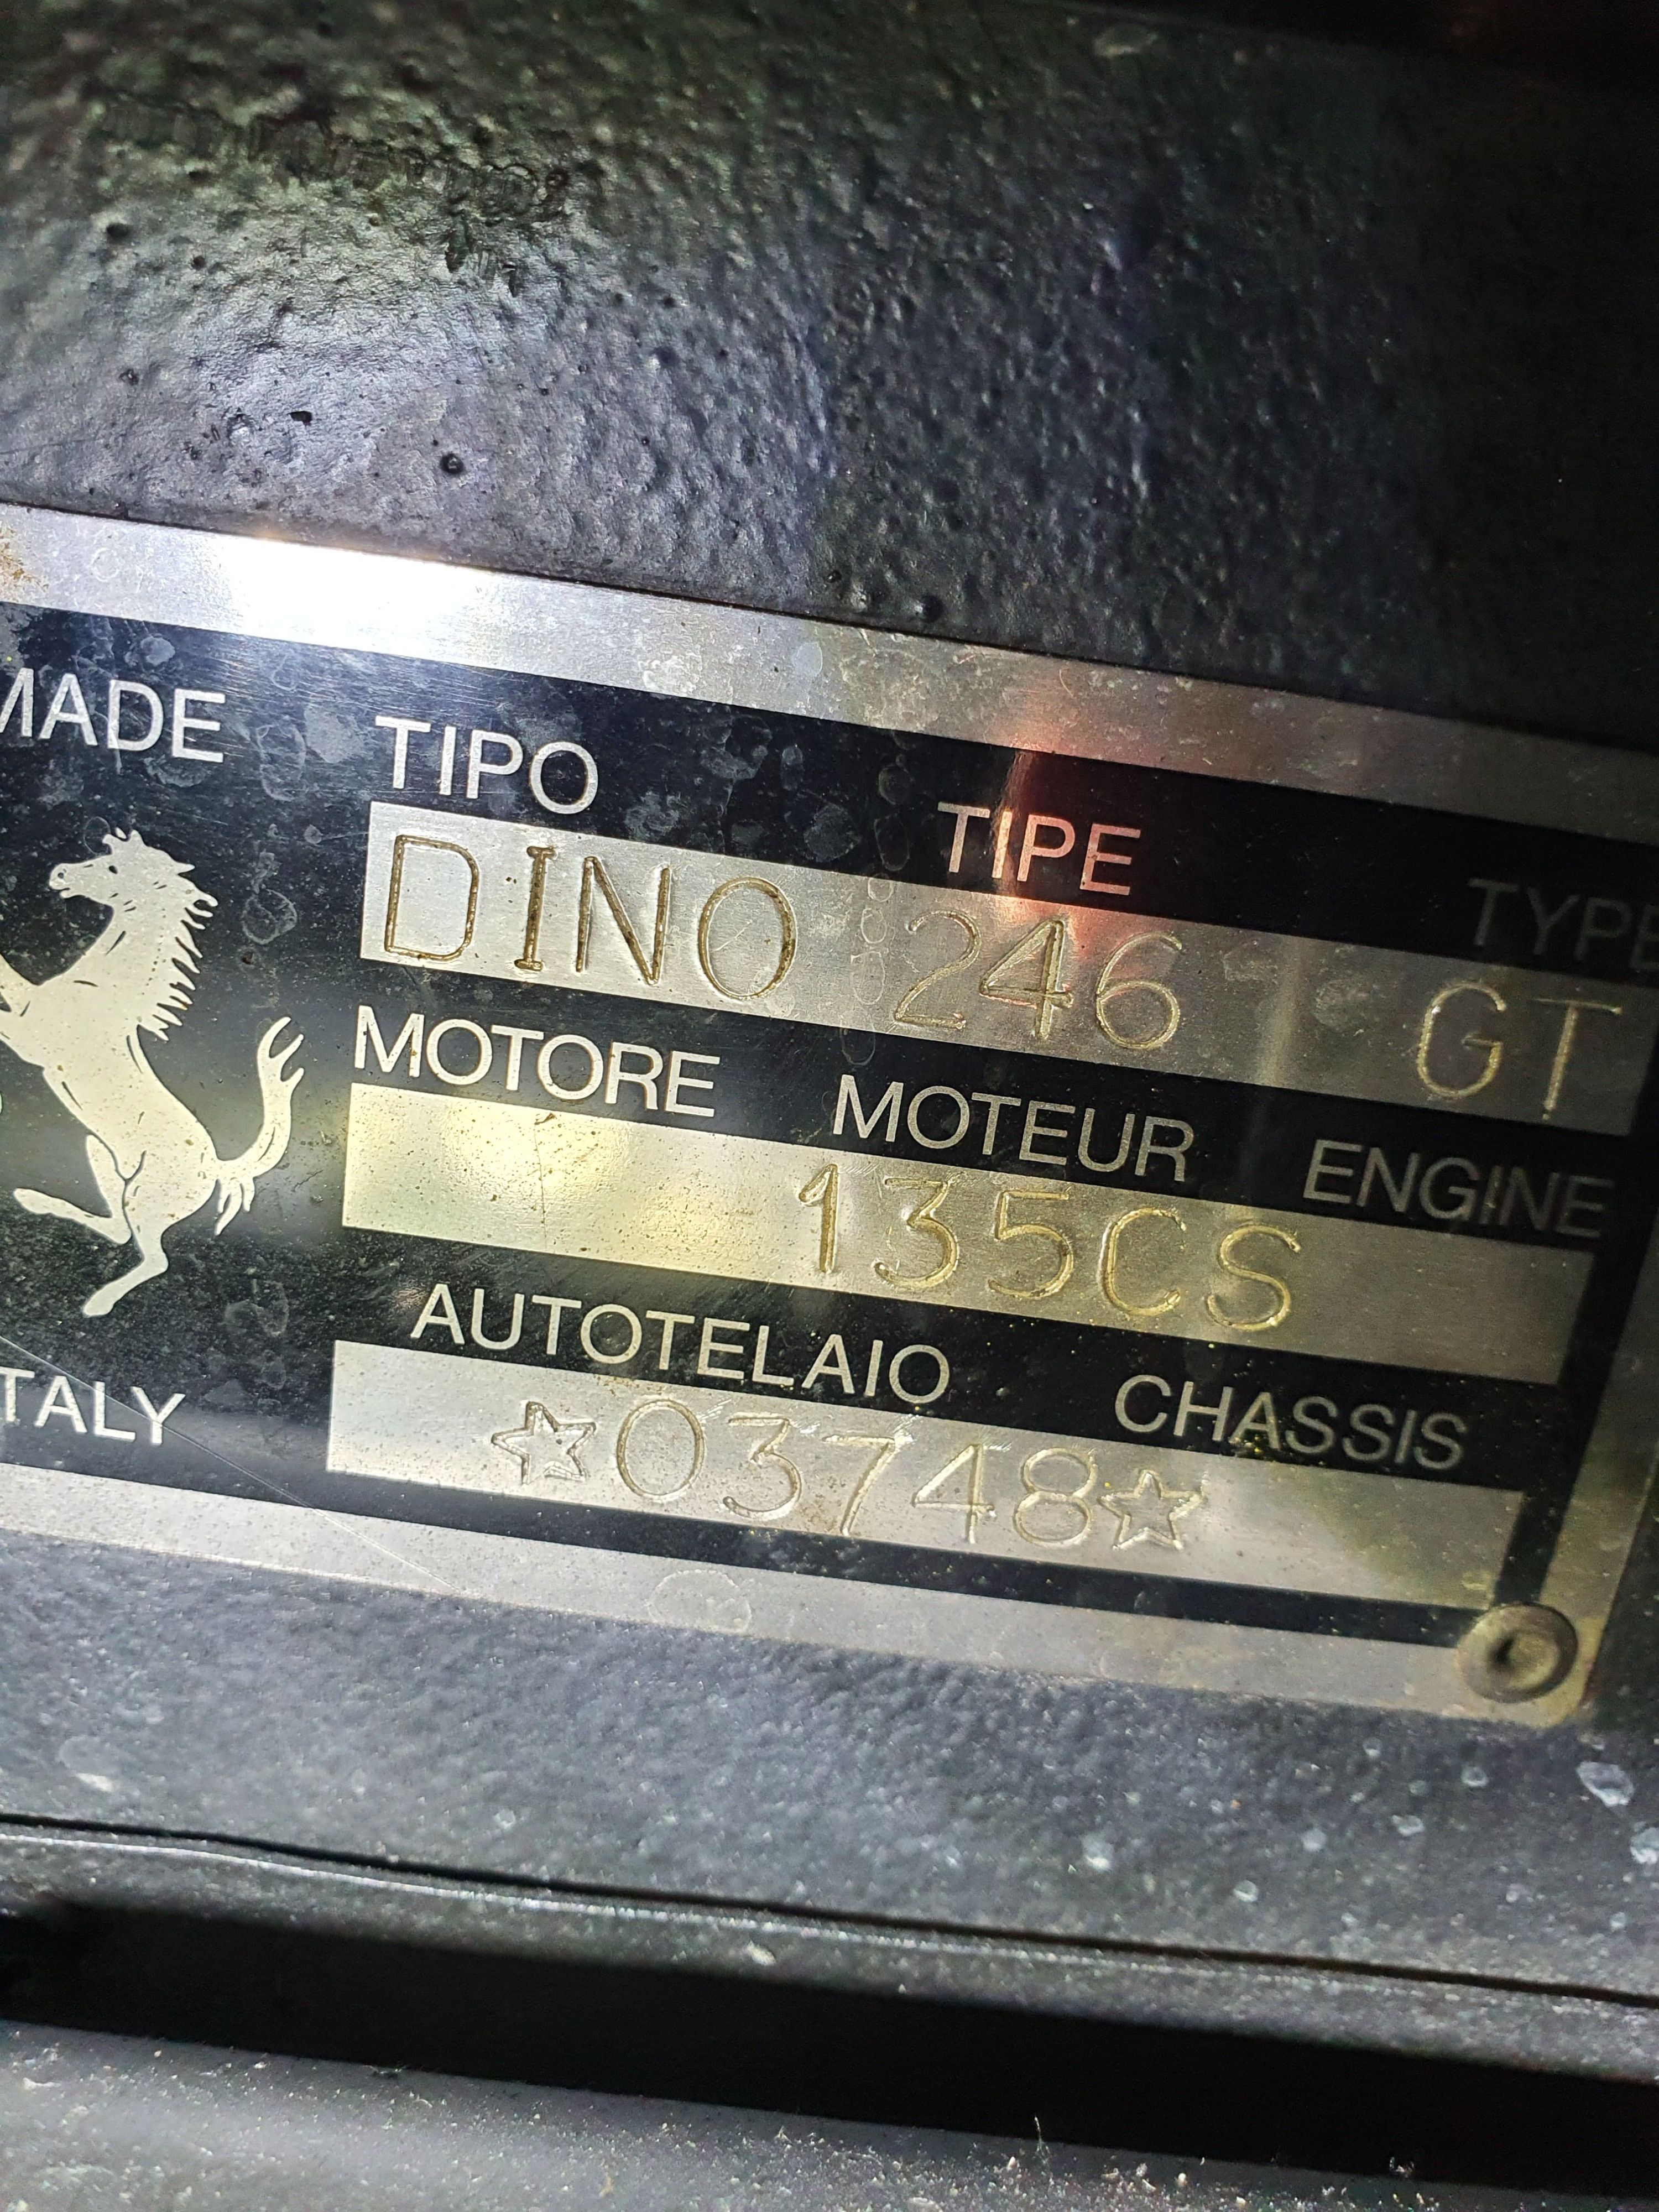 MADE
TIPO TIPE TYPE
DINO 246 GT
MOTORE MOTEUR ENGINE
135CS
AUTOTELAIO CHASSIS
☆03748☆
ITALY